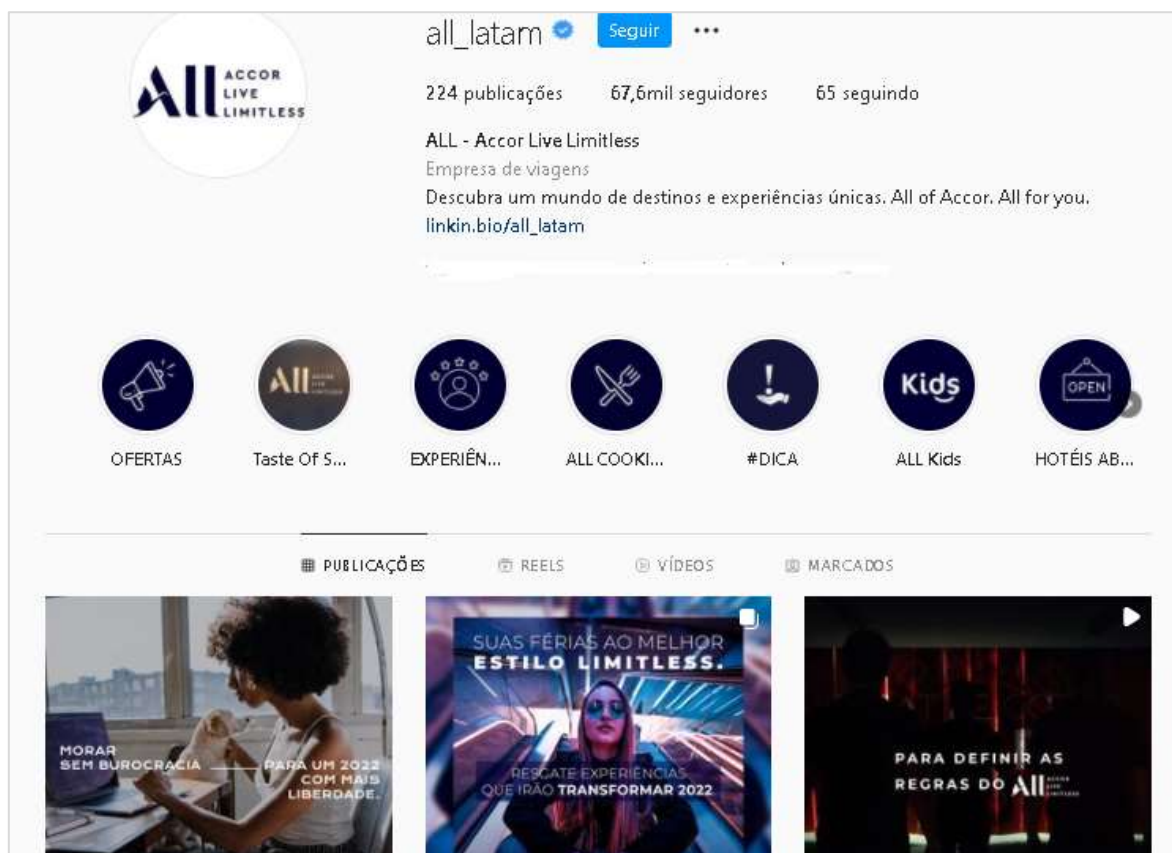 all_latam Seguir
All ACCOR
LIVE
LIMITLESS
224 publicações 67,6mil seguidores 65 seguindo
ALL - Accor Live Limitless
Empresa de viagens
Descubra um mundo de destinos e experiências únicas. All of Accor. All for you.
linkin.bio/all_latam
All
Kids
OPEN
OFERTAS
Taste Of S...
EXPERIÊN...
ALL COOKI...
#DICA
ALL Kids
HOTÉIS AB...
PUBLICAÇÕES
REELS
VÍDEOS
MARCADOS
MORAR
SEM BUROCRACIA
PARA UM 2022
COM MAIS
LIBERDADE.
SUAS FÉRIAS AO MELHOR
ESTILO LIMITLESS.
RESGATE EXPERIÊNCIAS
QUE IRÃO TRANSFORMAR 2022
PARA DEFINIR AS
REGRAS DO All